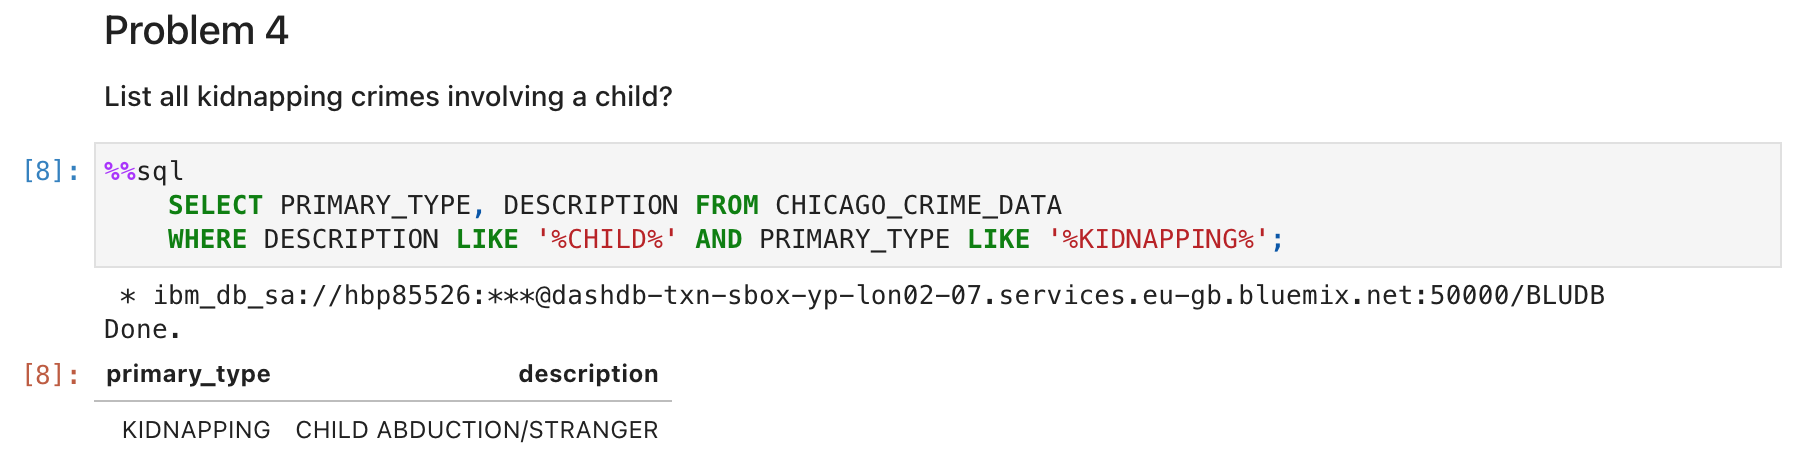 Problem 4
List all kidnapping crimes involving a child?
[8]: %%sql
SELECT PRIMARY_TYPE, DESCRIPTION FROM CHICAGO_CRIME_DATA
WHERE DESCRIPTION LIKE '%CHILD%' AND PRIMARY_TYPE LIKE '%KIDNAPPING%';
* ibm_db_sa://hbp85526:***@dashdb-txn-sbox-yp-lon02-07.services.eu-gb.bluemix.net:50000/BLUDB
Done.
[8]: primary_type description
KIDNAPPING CHILD ABDUCTION/STRANGER